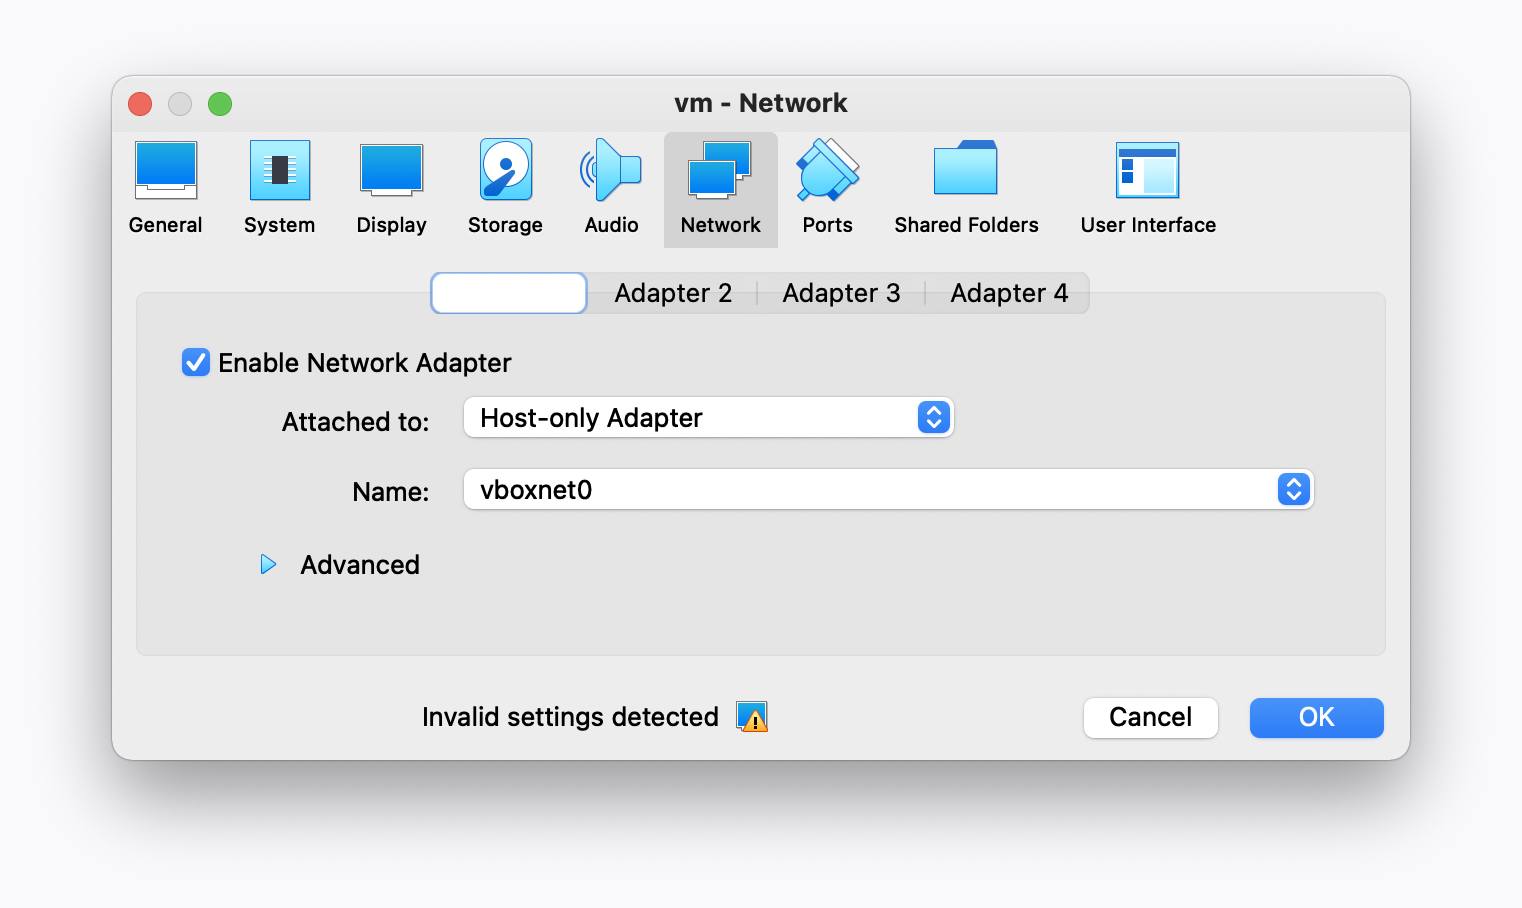 vm - Network
General System Display Storage Audio Network Ports Shared Folders User Interface
Adapter 2 Adapter 3 Adapter 4
Enable Network Adapter
Attached to: Host-only Adapter
Name: vboxnet0
Advanced
Invalid settings detected Cancel OK